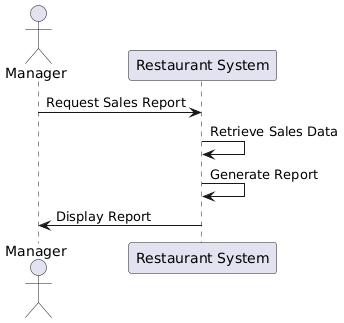 Manager
Restaurant System
Request Sales Report
Retrieve Sales Data
Generate Report
Display Report
Manager
Restaurant System